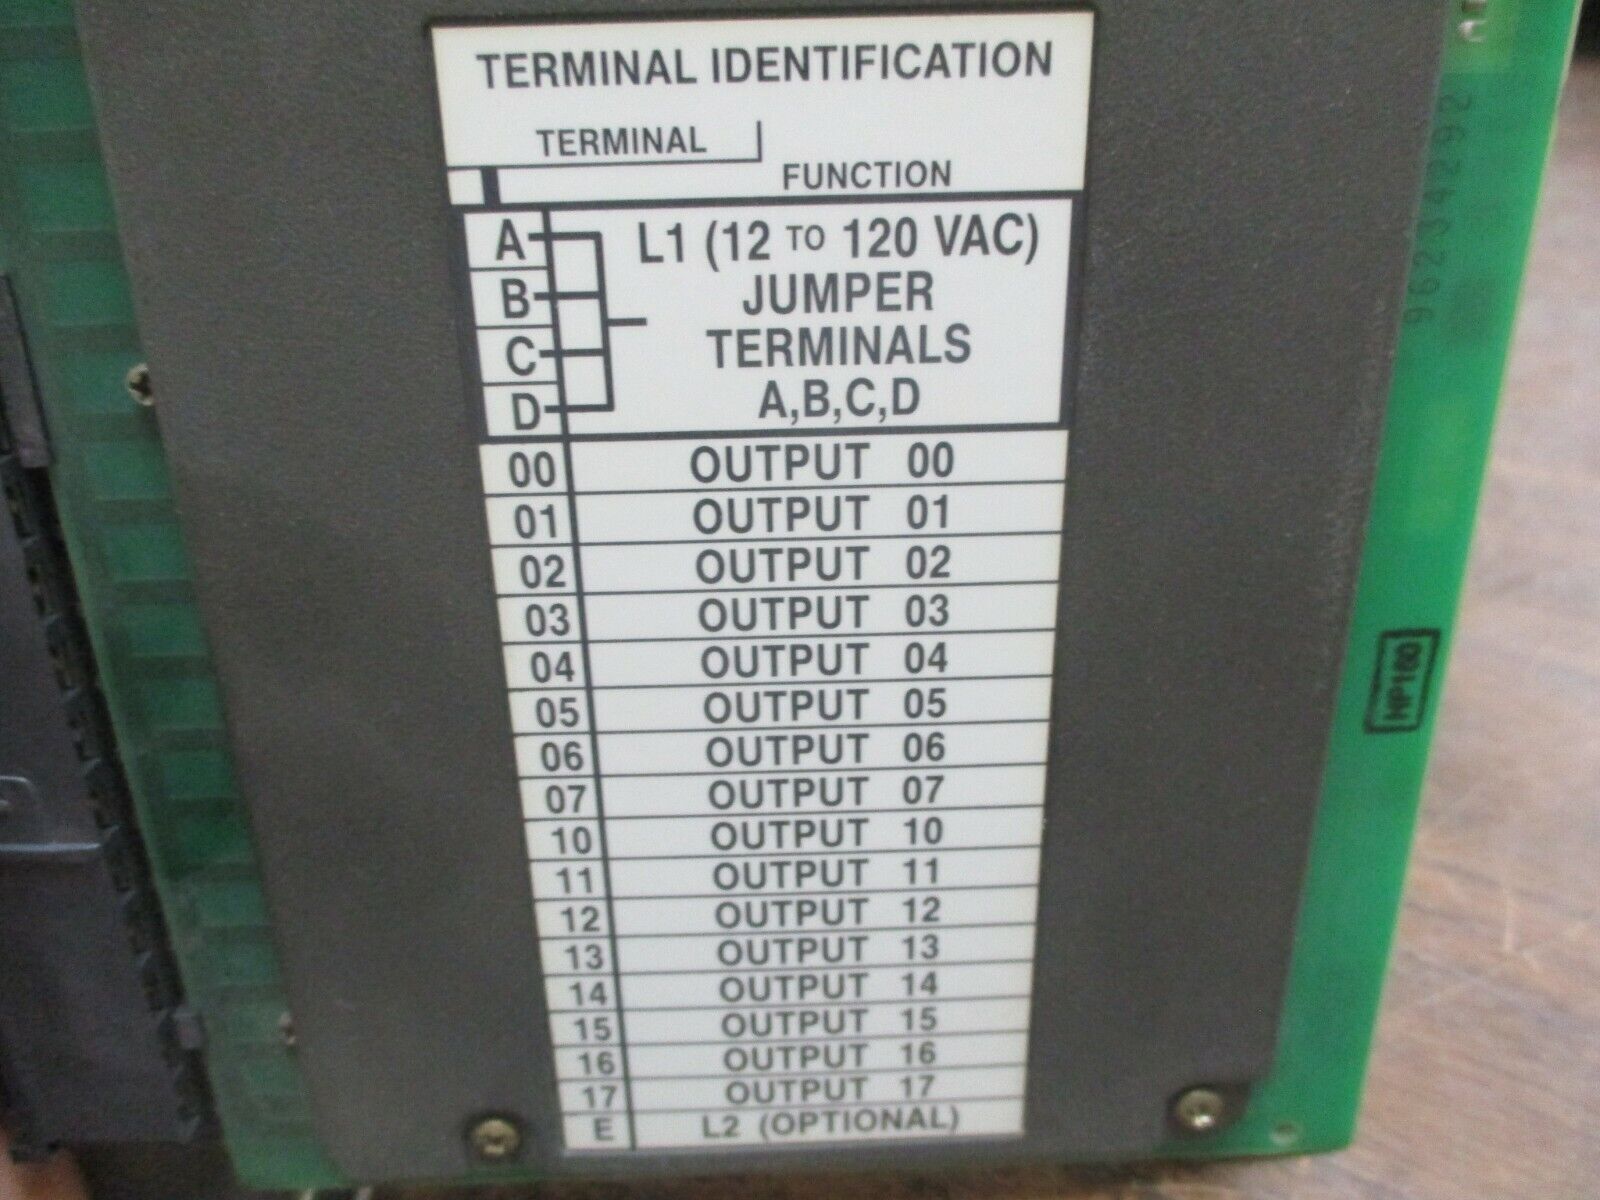 TERMINAL IDENTIFICATION
TERMINAL
FUNCTION
A
B
C
D
L1 (12 TO 120 VAC)
JUMPER
TERMINALS
A,B,C,D
00 OUTPUT 00
01 OUTPUT 01
02 OUTPUT 02
03 OUTPUT 03
04 OUTPUT 04
05 OUTPUT 05
06 OUTPUT 06
07 OUTPUT 07
10 OUTPUT 10
11 OUTPUT 11
12 OUTPUT 12
13 OUTPUT 13
14 OUTPUT 14
15 OUTPUT 15
16 OUTPUT 16
17 OUTPUT 17
E L2 (OPTIONAL)
96234292